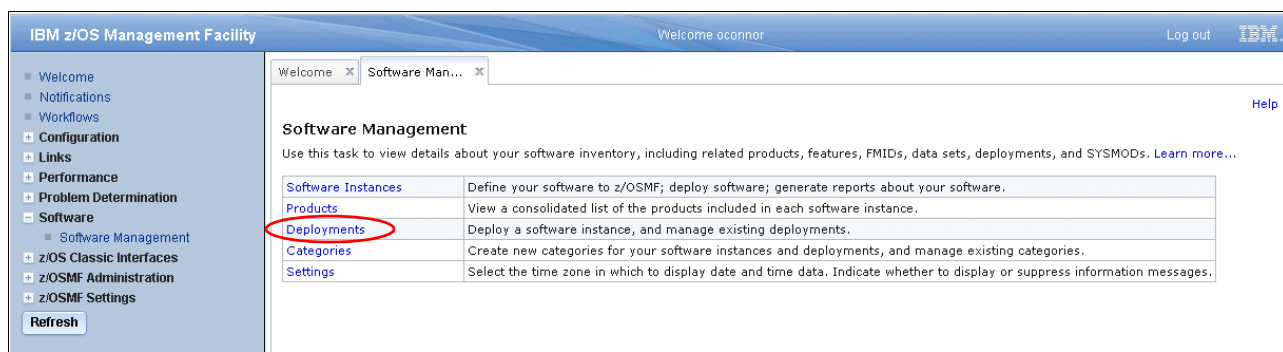 IBM z/OS Management Facility
Welcome oconnor
Log out
IBM.
Welcome
Notifications
Workflows
Configuration
Links
Performance
Problem Determination
Software
Software Management
z/OS Classic Interfaces
z/OSMF Administration
z/OSMF Settings
Refresh
Welcome
Software Man...
Help
Software Management
Use this task to view details about your software inventory, including related products, features, FMIDs, data sets, deployments, and SYSMODs. Learn more...
Software Instances Define your software to z/OSMF; deploy software; generate reports about your software.
Products View a consolidated list of the products included in each software instance.
Deployments Deploy a software instance, and manage existing deployments.
Categories Create new categories for your software instances and deployments, and manage existing categories.
Settings Select the time zone in which to display date and time data. Indicate whether to display or suppress information messages.